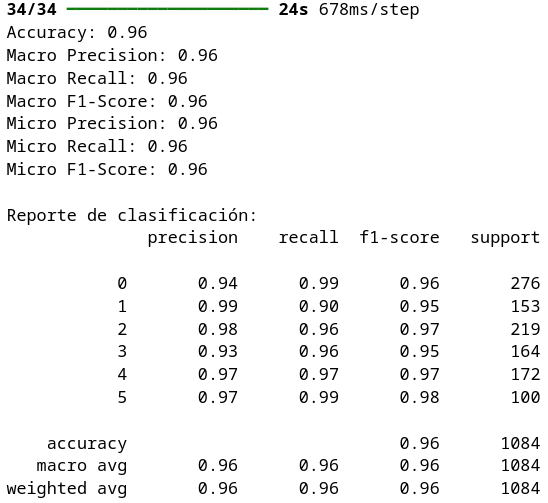 34/34 ━━━━━━━━━━━━━━━━━━━━ 24s 678ms/step
Accuracy: 0.96
Macro Precision: 0.96
Macro Recall: 0.96
Macro F1-Score: 0.96
Micro Precision: 0.96
Micro Recall: 0.96
Micro F1-Score: 0.96
Reporte de clasificación:
precision recall f1-score support
0 0.94 0.99 0.96 276
1 0.99 0.90 0.95 153
2 0.98 0.96 0.97 219
3 0.93 0.96 0.95 164
4 0.97 0.97 0.97 172
5 0.97 0.99 0.98 100
accuracy 0.96 1084
macro avg 0.96 0.96 0.96 1084
weighted avg 0.96 0.96 0.96 1084